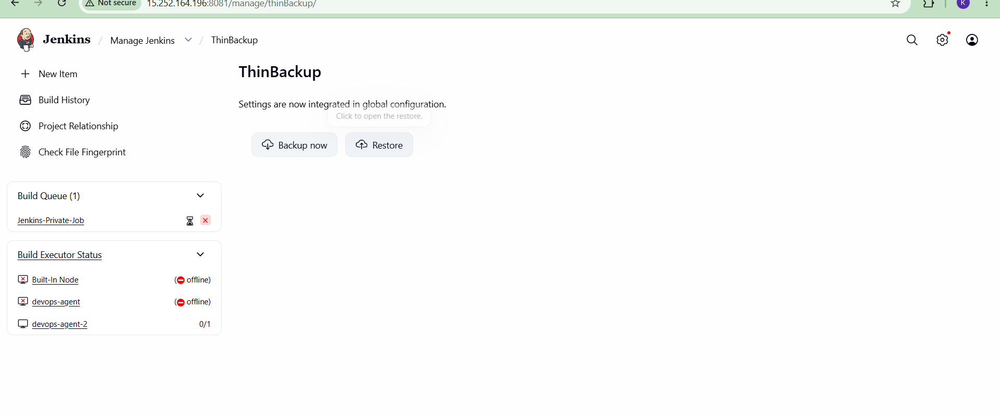 Not secure 15.252.164.196:8081/manage/thinBackup/
K
Jenkins / Manage Jenkins / ThinBackup
New Item
Build History
Project Relationship
Check File Fingerprint
Build Queue (1)
Jenkins-Private-Job
Build Executor Status
Built-In Node (offline)
devops-agent (offline)
devops-agent-2 0/1
ThinBackup
Settings are now integrated in global configuration.
Click to open the restore.
Backup now Restore